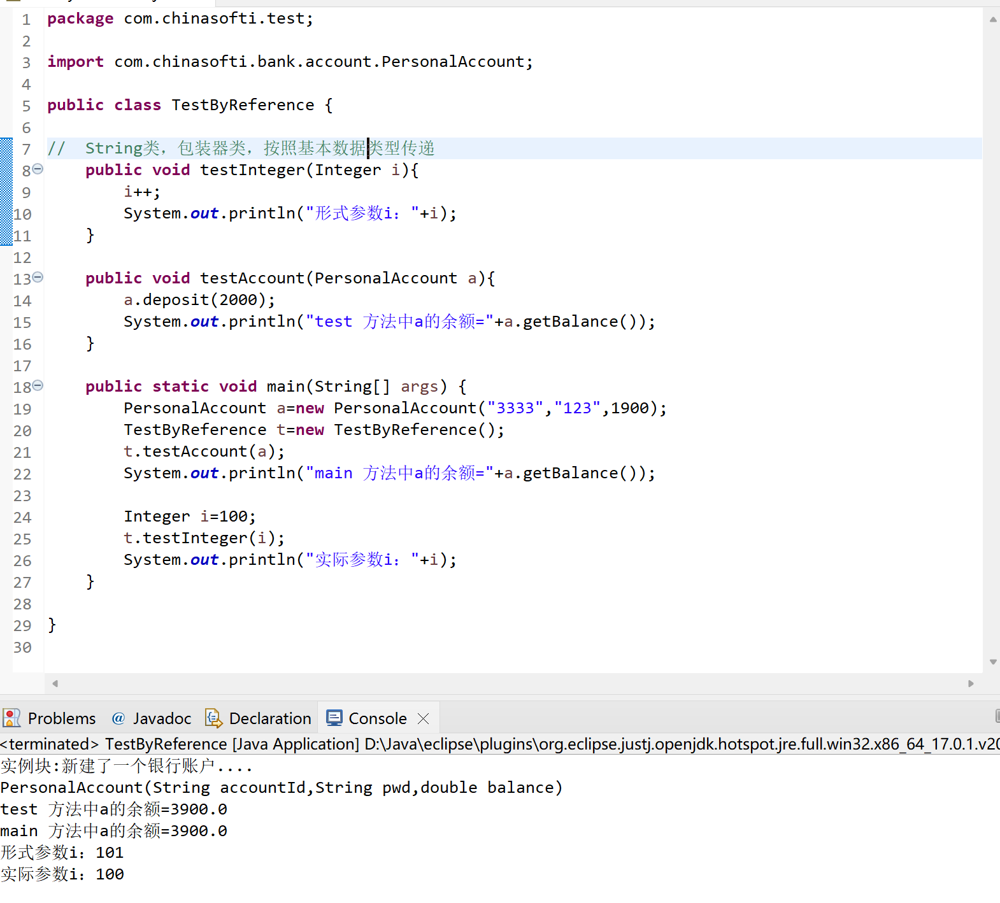 1 package com.chinasofti.test;
2
3 import com.chinasofti.bank.account.PersonalAccount;
4
5 public class TestByReference {
6
7 //  String类，包装器类，按照基本数据类型传递
8     public void testInteger(Integer i){
9         i++;
10         System.out.println("形式参数i："+i);
11     }
12
13     public void testAccount(PersonalAccount a){
14         a.deposit(2000);
15         System.out.println("test 方法中a的余额="+a.getBalance());
16     }
17
18     public static void main(String[] args) {
19         PersonalAccount a=new PersonalAccount("3333","123",1900);
20         TestByReference t=new TestByReference();
21         t.testAccount(a);
22         System.out.println("main 方法中a的余额="+a.getBalance());
23
24         Integer i=100;
25         t.testInteger(i);
26         System.out.println("实际参数i："+i);
27     }
28
29 }
30
Problems @ Javadoc Declaration Console
<terminated> TestByReference [Java Application] D:\Java\eclipse\plugins\org.eclipse.justj.openjdk.hotspot.jre.full.win32.x86_64_17.0.1.v20
实例块:新建了一个银行账户....
PersonalAccount(String accountId,String pwd,double balance)
test 方法中a的余额=3900.0
main 方法中a的余额=3900.0
形式参数i：101
实际参数i：100